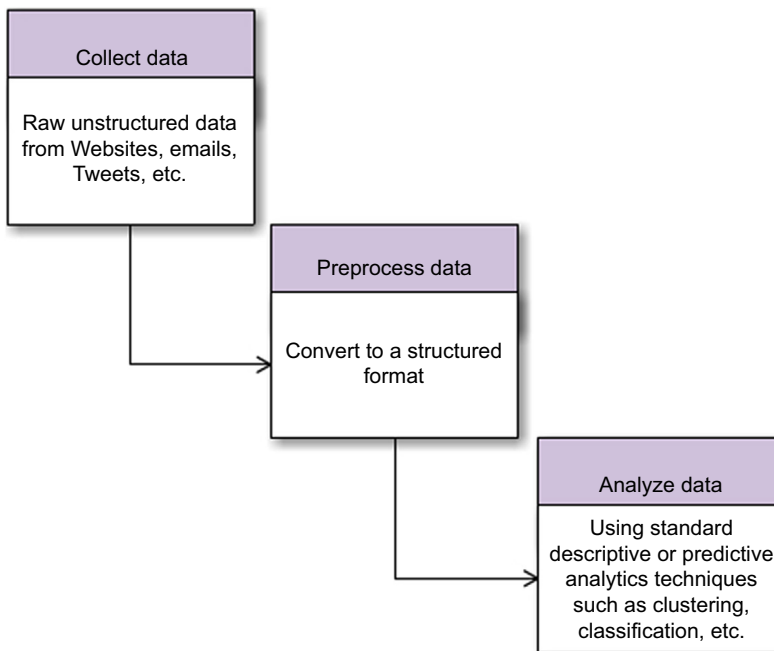 Collect data
Raw unstructured data
from Websites, emails,
Tweets, etc.
Preprocess data
Convert to a structured
format
Analyze data
Using standard
descriptive or predictive
analytics techniques
such as clustering,
classification, etc.